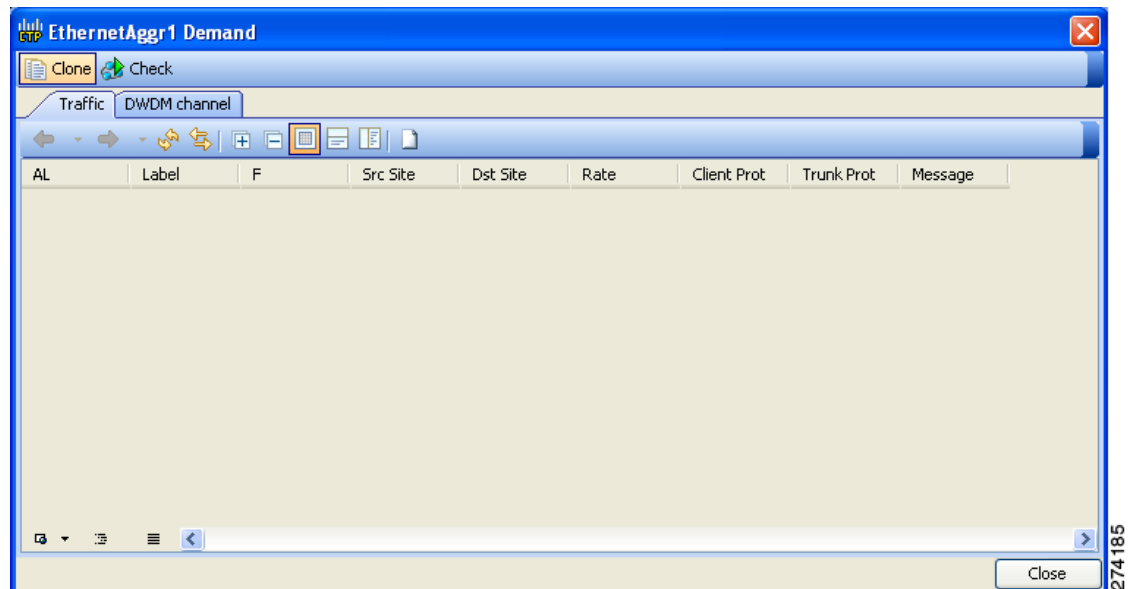 CTP EthernetAggr1 Demand
Clone Check
Traffic DWDM channel
AL Label F Src Site Dst Site Rate Client Prot Trunk Prot Message
Close
274185